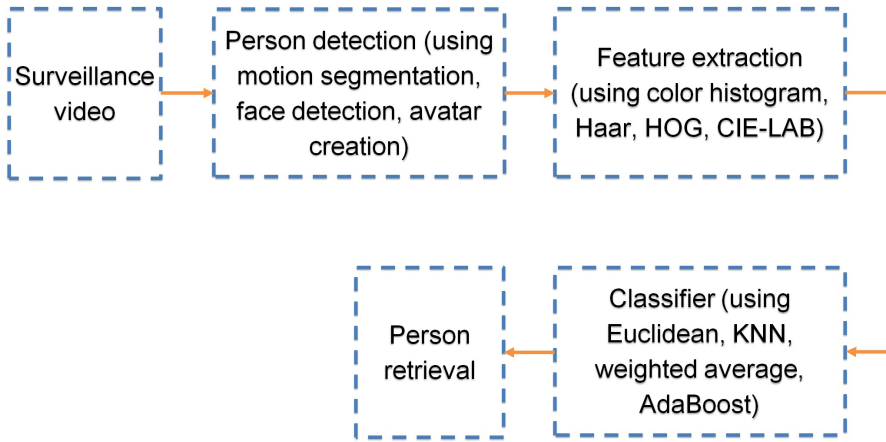 Surveillance
video
Person detection (using
motion segmentation,
face detection, avatar
creation)
Feature extraction
(using color histogram,
Haar, HOG, CIE-LAB)
Classifier (using
Euclidean, KNN,
weighted average,
AdaBoost)
Person
retrieval